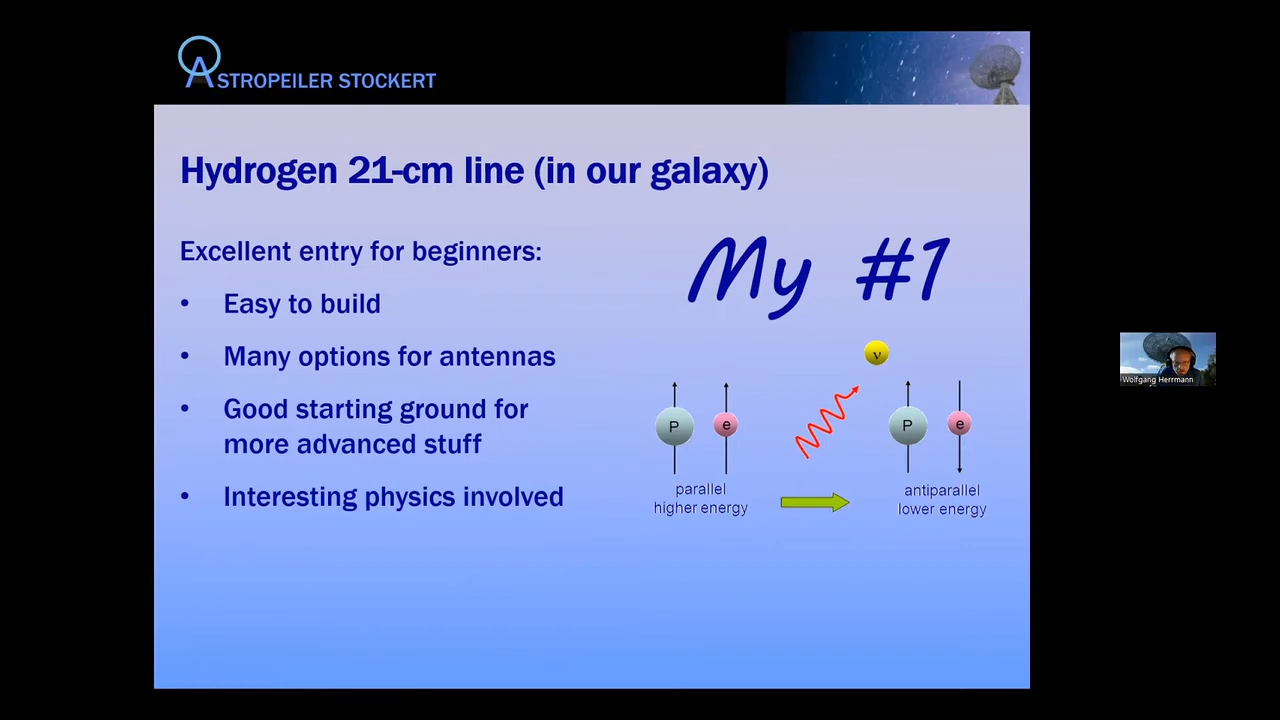 ASTROPEILER STOCKERT
Hydrogen 21-cm line (in our galaxy)
Excellent entry for beginners:
• Easy to build
• Many options for antennas
• Good starting ground for
more advanced stuff
• Interesting physics involved
My #1
ν
P
e
P
e
parallel
higher energy
antiparallel
lower energy
Wolfgang Herrmann